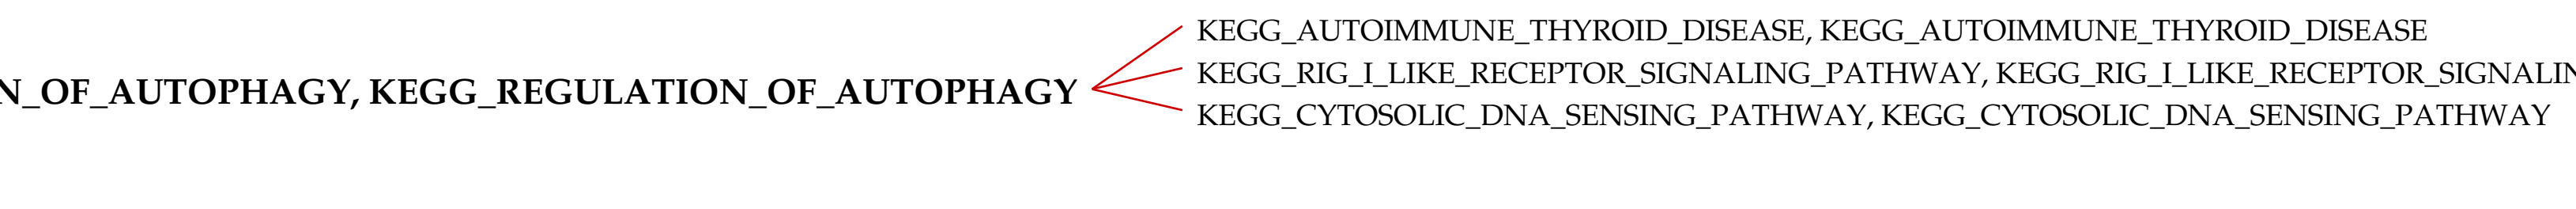 KEGG_AUTOIMMUNE_THYROID_DISEASE, KEGG_AUTOIMMUNE_THYROID_DISEASE
N_OF_AUTOPHAGY, KEGG_REGULATION_OF_AUTOPHAGY
KEGG_RIG_I_LIKE_RECEPTOR_SIGNALING_PATHWAY, KEGG_RIG_I_LIKE_RECEPTOR_SIGNALIN
KEGG_CYTOSOLIC_DNA_SENSING_PATHWAY, KEGG_CYTOSOLIC_DNA_SENSING_PATHWAY